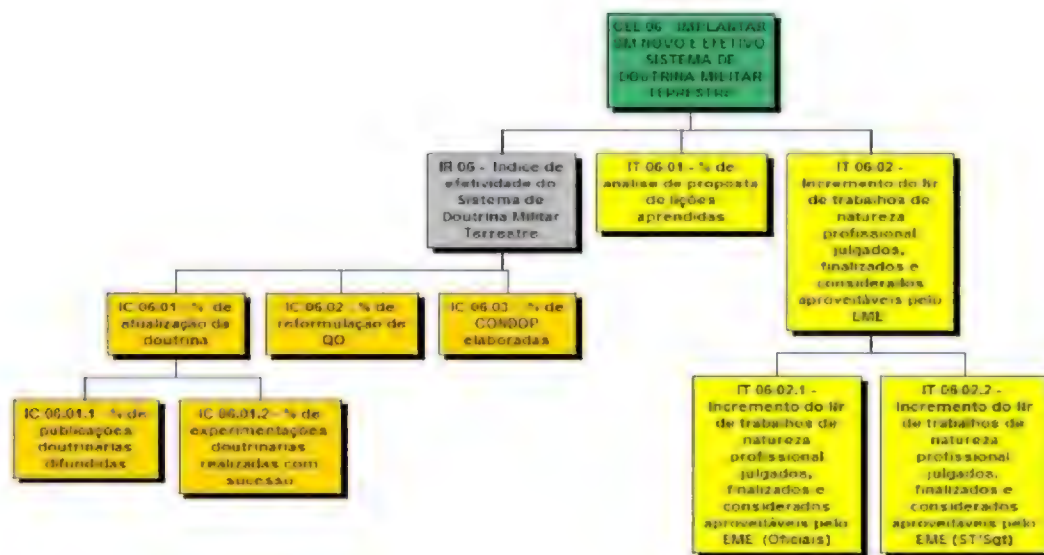 OEE 06 - IMPLANTAR
UM NOVO E EFETIVO
SISTEMA DE
DOUTRINA MILITAR
TERRESTRE
IR 06 - Índice de
efetividade do
Sistema de
Doutrina Militar
Terrestre
IT 06.01 - % de
análise de proposta
de lições
aprendidas
IT 06.02 -
Incremento do Nr
de trabalhos de
natureza
profissional
julgados,
finalizados e
considerados
aproveitáveis pelo
EME
IC 06.01 - % de
atualização da
doutrina
IC 06.02 - % de
reformulação de
QO
IC 06.03 - % de
CONDOP
elaboradas
IC 06.01.1 - % de
publicações
doutrinárias
difundidas
IC 06.01.2 - % de
experimentações
doutrinárias
realizadas com
sucesso
IT 06.02.1 -
Incremento do Nr
de trabalhos de
natureza
profissional
julgados,
finalizados e
considerados
aproveitáveis pelo
EME (Oficiais)
IT 06.02.2 -
Incremento do Nr
de trabalhos de
natureza
profissional
julgados,
finalizados e
considerados
aproveitáveis pelo
EME (ST/Sgt)